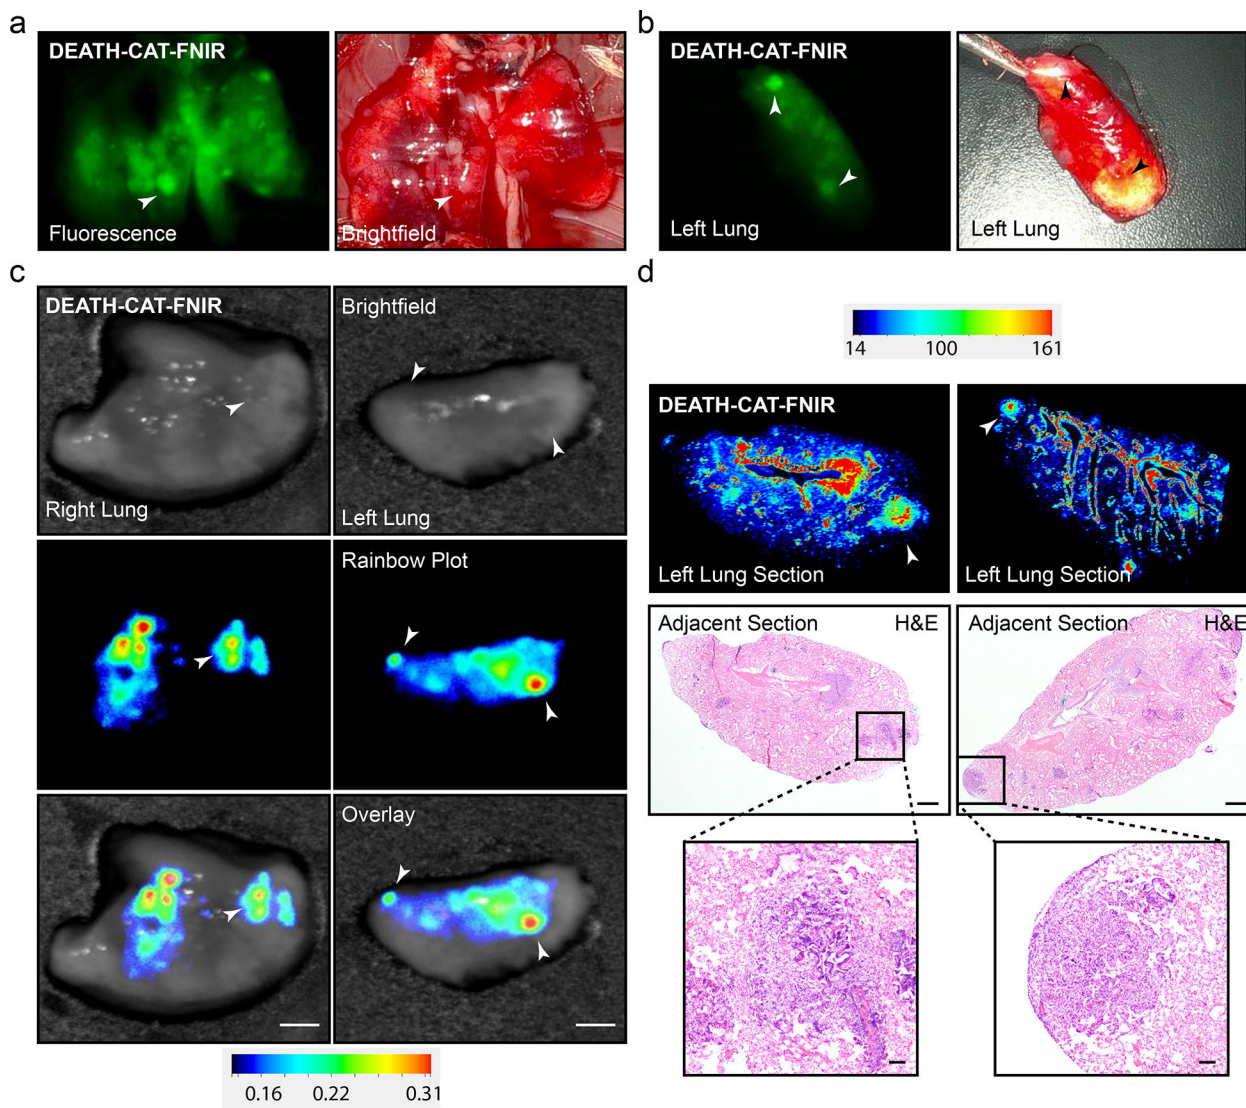 a
DEATH-CAT-FNIR
Fluorescence
Brightfield
b
DEATH-CAT-FNIR
Left Lung
Left Lung
c
DEATH-CAT-FNIR
Right Lung
Brightfield
Left Lung
Rainbow Plot
Overlay
0.16 0.22 0.31
d
14 100 161
DEATH-CAT-FNIR
Left Lung Section
Left Lung Section
Adjacent Section H&E
Adjacent Section H&E